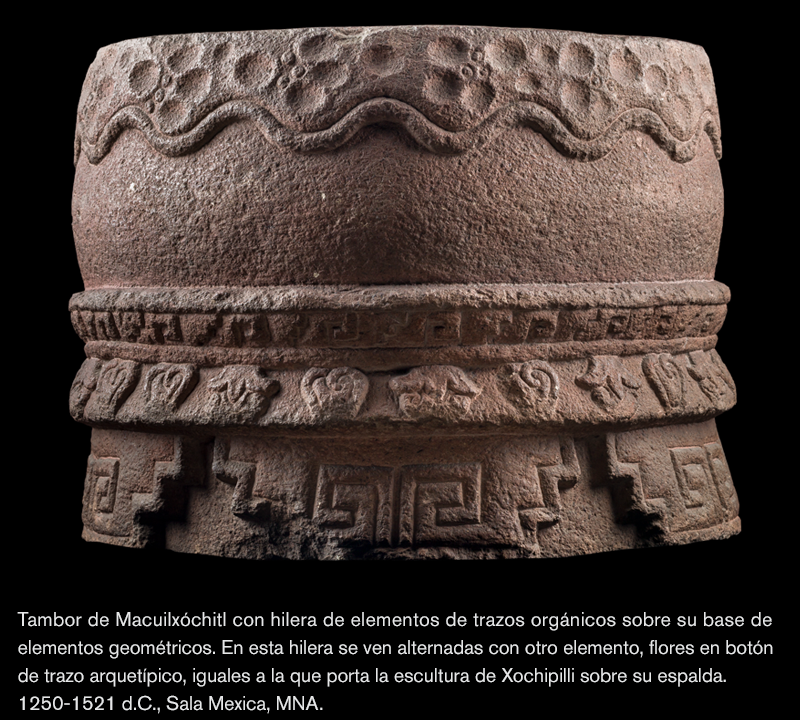 Tambor de Macuilxóchitl con hilera de elementos de trazos orgánicos sobre su base de
elementos geométricos. En esta hilera se ven alternadas con otro elemento, flores en botón
de trazo arquetípico, iguales a la que porta la escultura de Xochipilli sobre su espalda.
1250-1521 d.C., Sala Mexica, MNA.